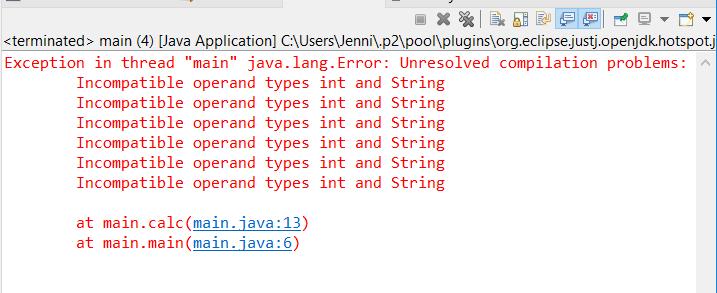 <terminated> main (4) [Java Application] C:\Users\Jenni\.p2\pool\plugins\org.eclipse.justj.openjdk.hotspot.j
Exception in thread "main" java.lang.Error: Unresolved compilation problems:
Incompatible operand types int and String
Incompatible operand types int and String
Incompatible operand types int and String
Incompatible operand types int and String
Incompatible operand types int and String
Incompatible operand types int and String
at main.calc(main.java:13)
at main.main(main.java:6)